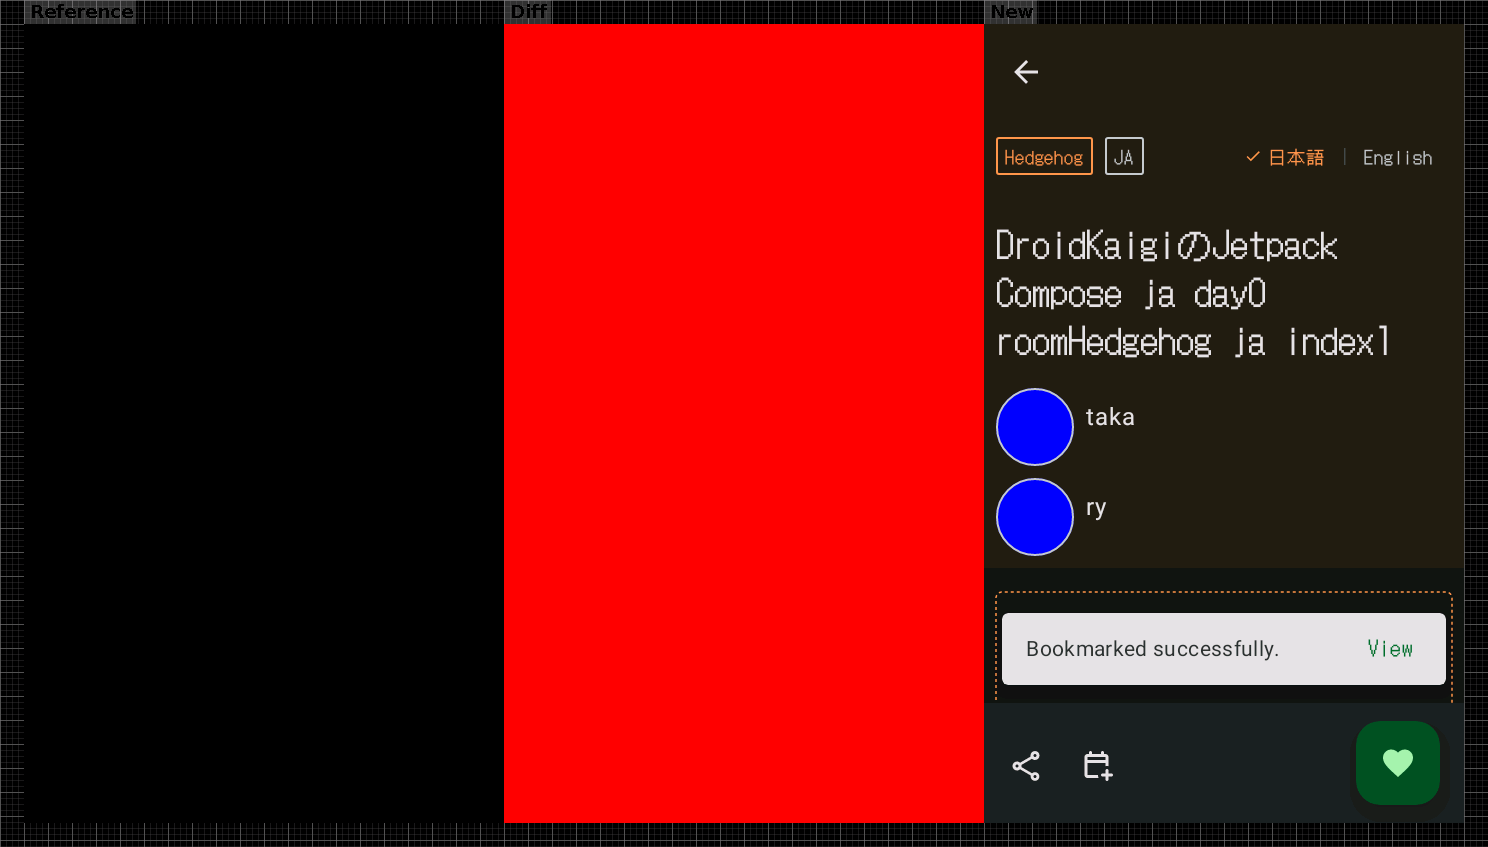 Reference
Diff
New
Hedgehog
JA
日本語
English
DroidKaigiのJetpack
Compose ja day0
roomHedgehog ja index1
taka
ry
Bookmarked successfully.
View